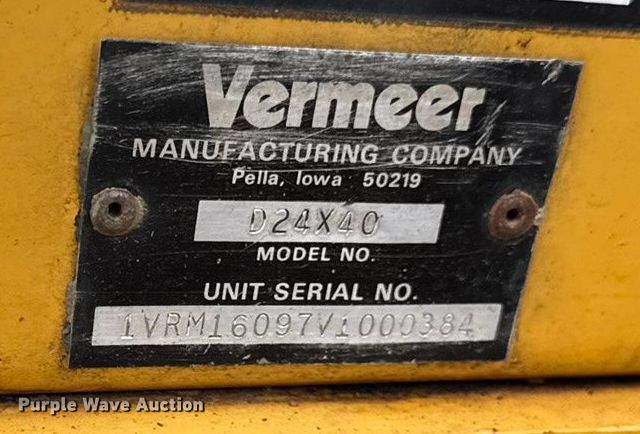 Vermeer
MANUFACTURING COMPANY
Pella, Iowa 50219
D24X40
MODEL NO.
UNIT SERIAL NO.
1VRM16097V1000384
Purple Wave Auction